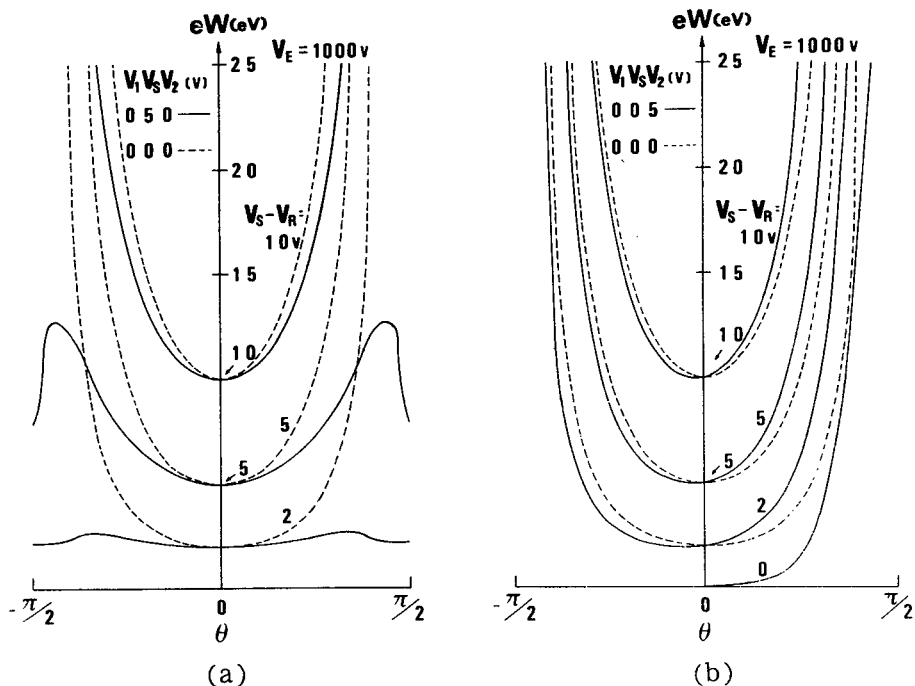 eW(eV)
V_E = 1000 v
25
V_1 V_S V_2 (V)
0 5 0 ——
0 0 0 -----
20
V_S – V_R =
10 v
15
10
5
5
2
- π/2
0
π/2
θ
(a)
eW(eV)
V_E = 1000 v
25
V_1 V_S V_2 (V)
0 0 5 ——
0 0 0 -----
20
V_S – V_R =
10 v
15
10
5
5
2
0
- π/2
0
π/2
θ
(b)